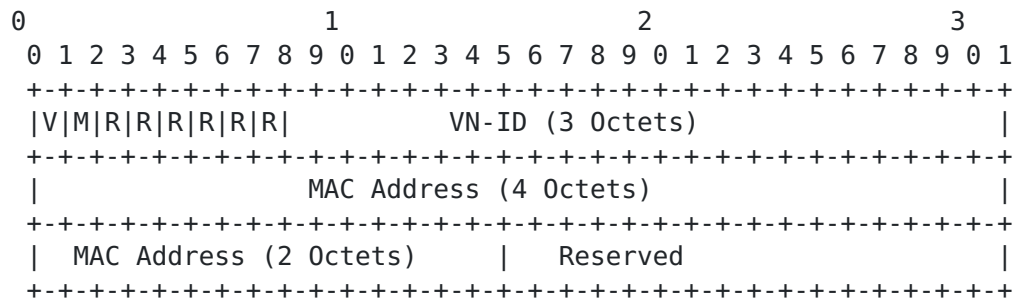 0                   1                   2                   3
 0 1 2 3 4 5 6 7 8 9 0 1 2 3 4 5 6 7 8 9 0 1 2 3 4 5 6 7 8 9 0 1
 +-+-+-+-+-+-+-+-+-+-+-+-+-+-+-+-+-+-+-+-+-+-+-+-+-+-+-+-+-+-+-+
 |V|M|R|R|R|R|R|R|          VN-ID (3 Octets)                   |
 +-+-+-+-+-+-+-+-+-+-+-+-+-+-+-+-+-+-+-+-+-+-+-+-+-+-+-+-+-+-+-+
 |                 MAC Address (4 Octets)                      |
 +-+-+-+-+-+-+-+-+-+-+-+-+-+-+-+-+-+-+-+-+-+-+-+-+-+-+-+-+-+-+-+
 |  MAC Address (2 Octets)     |   Reserved                    |
 +-+-+-+-+-+-+-+-+-+-+-+-+-+-+-+-+-+-+-+-+-+-+-+-+-+-+-+-+-+-+-+